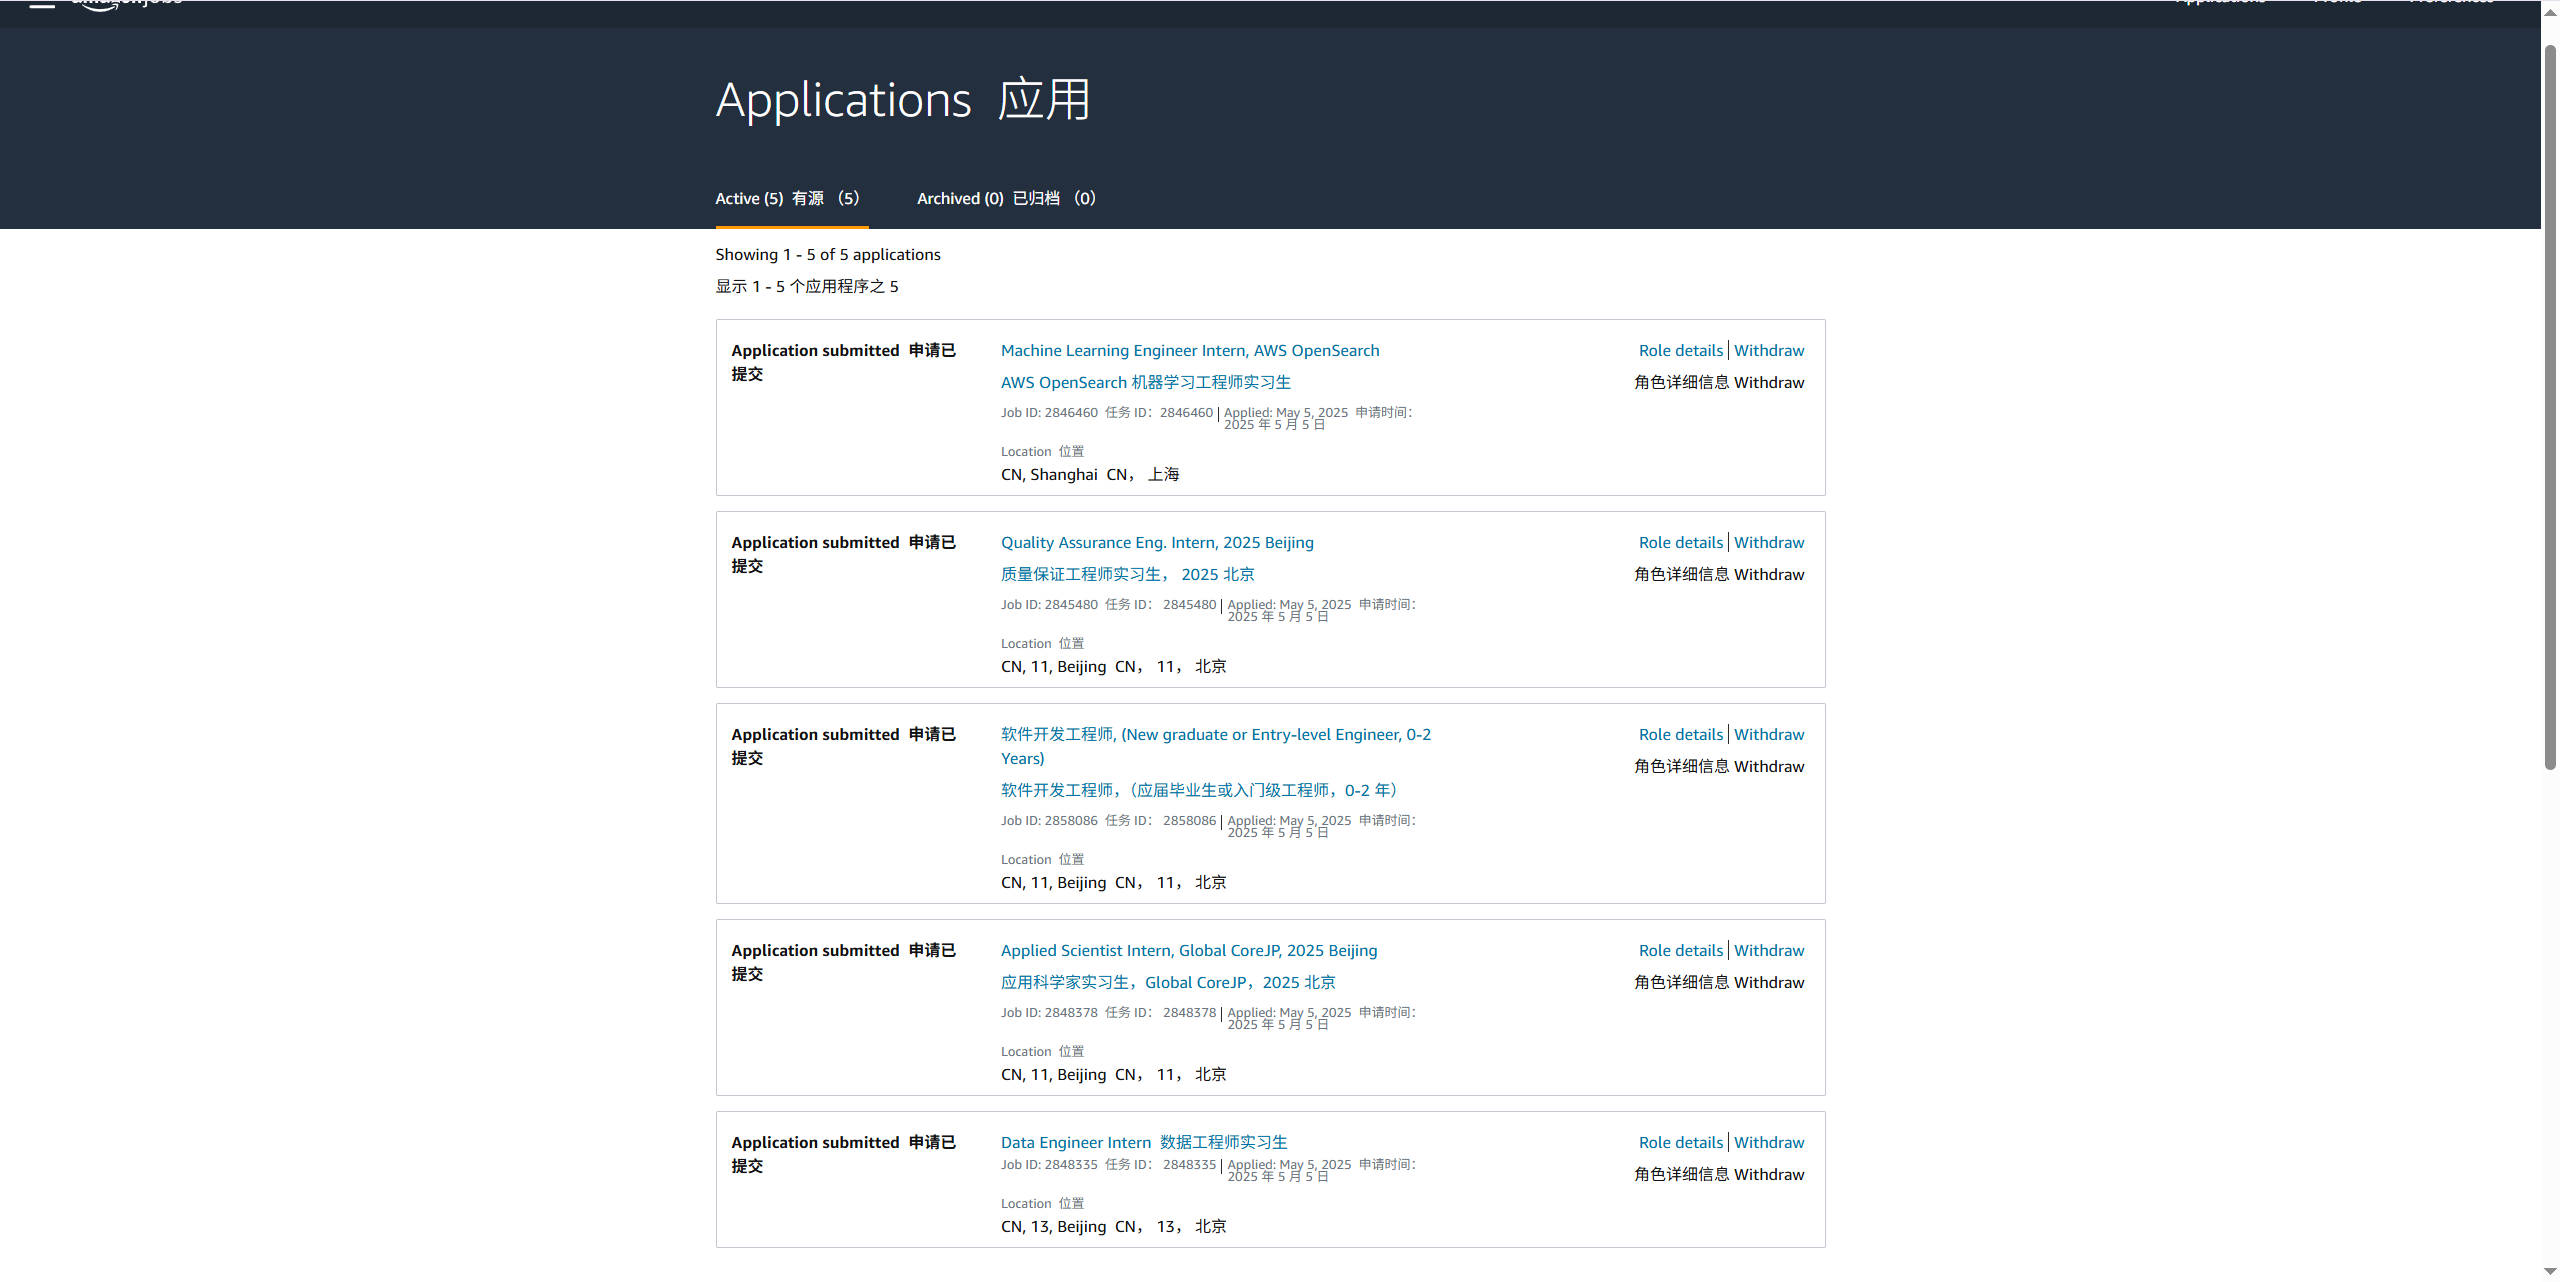 Applications 应用
Active (5) 有源 （5） Archived (0) 已归档 （0）
Showing 1 - 5 of 5 applications
显示 1 - 5 个应用程序之 5
Application submitted 申请已
提交
Machine Learning Engineer Intern, AWS OpenSearch
AWS OpenSearch 机器学习工程师实习生
Job ID: 2846460 任务 ID：2846460 | Applied: May 5, 2025 申请时间：
2025 年 5 月 5 日
Location 位置
CN, Shanghai CN， 上海
Role details | Withdraw
角色详细信息 Withdraw
Application submitted 申请已
提交
Quality Assurance Eng. Intern, 2025 Beijing
质量保证工程师实习生， 2025 北京
Job ID: 2845480 任务 ID： 2845480 | Applied: May 5, 2025 申请时间：
2025 年 5 月 5 日
Location 位置
CN, 11, Beijing CN， 11， 北京
Role details | Withdraw
角色详细信息 Withdraw
Application submitted 申请已
提交
软件开发工程师, (New graduate or Entry-level Engineer, 0-2
Years)
软件开发工程师，（应届毕业生或入门级工程师，0-2 年）
Job ID: 2858086 任务 ID： 2858086 | Applied: May 5, 2025 申请时间：
2025 年 5 月 5 日
Location 位置
CN, 11, Beijing CN， 11， 北京
Role details | Withdraw
角色详细信息 Withdraw
Application submitted 申请已
提交
Applied Scientist Intern, Global CoreJP, 2025 Beijing
应用科学家实习生，Global CoreJP，2025 北京
Job ID: 2848378 任务 ID： 2848378 | Applied: May 5, 2025 申请时间：
2025 年 5 月 5 日
Location 位置
CN, 11, Beijing CN， 11， 北京
Role details | Withdraw
角色详细信息 Withdraw
Application submitted 申请已
提交
Data Engineer Intern 数据工程师实习生
Job ID: 2848335 任务 ID： 2848335 | Applied: May 5, 2025 申请时间：
2025 年 5 月 5 日
Location 位置
CN, 13, Beijing CN， 13， 北京
Role details | Withdraw
角色详细信息 Withdraw